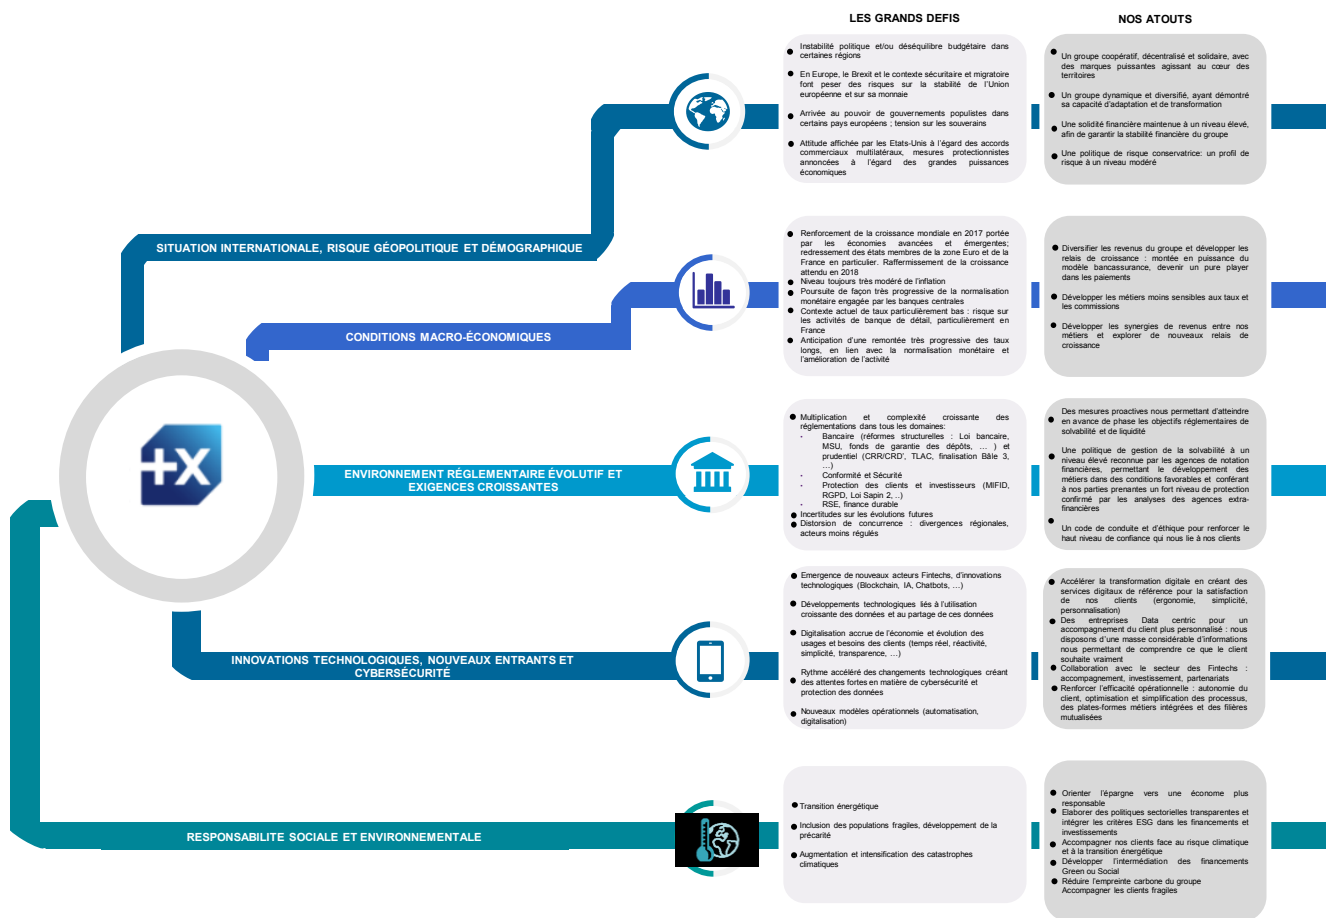 LES GRANDS DEFIS
NOS ATOUTS
SITUATION INTERNATIONALE, RISQUE GÉOPOLITIQUE ET DÉMOGRAPHIQUE
Instabilité politique et/ou déséquilibre budgétaire dans
certaines régions
En Europe, le Brexit et le contexte sécuritaire et migratoire
font peser des risques sur la stabilité de l'Union
européenne et sur sa monnaie
Arrivée au pouvoir de gouvernements populistes dans
certains pays européens ; tension sur les souverains
Attitude affichée par les Etats-Unis à l'égard des accords
commerciaux multilatéraux, mesures protectionnistes
annoncées à l'égard des grandes puissances
économiques
Un groupe coopératif, décentralisé et solidaire, avec
des marques puissantes agissant au cœur des
territoires
Un groupe dynamique et diversifié, ayant démontré
sa capacité d'adaptation et de transformation
Une solidité financière maintenue à un niveau élevé,
afin de garantir la stabilité financière du groupe
Une politique de risque conservatrice: un profil de
risque à un niveau modéré
CONDITIONS MACRO-ÉCONOMIQUES
Renforcement de la croissance mondiale en 2017 portée
par les économies avancées et émergentes;
redressement des états membres de la zone Euro et de la
France en particulier. Raffermissement de la croissance
attendu en 2018
Niveau toujours très modéré de l'inflation
Poursuite de façon très progressive de la normalisation
monétaire engagée par les banques centrales
Contexte actuel de taux particulièrement bas : risque sur
les activités de banque de détail, particulièrement en
France
Anticipation d'une remontée très progressive des taux
longs, en lien avec la normalisation monétaire et
l'amélioration de l'activité
Diversifier les revenus du groupe et développer les
relais de croissance : montée en puissance du
modèle bancassurance, devenir un pure player
dans les paiements
Développer les métiers moins sensibles aux taux et
les commissions
Développer les synergies de revenus entre nos
métiers et explorer de nouveaux relais de
croissance
+X
ENVIRONNEMENT RÉGLEMENTAIRE ÉVOLUTIF ET
EXIGENCES CROISSANTES
Multiplication et complexité croissante des
réglementations dans tous les domaines:
- Bancaire (réformes structurelles : Loi bancaire,
MSU, fonds de garantie des dépôts, … ) et
prudentiel (CRR/CRD', TLAC, finalisation Bâle 3,
…)
- Conformité et Sécurité
- Protection des clients et investisseurs (MIFID,
RGPD, Loi Sapin 2, ..)
- RSE, finance durable
Incertitudes sur les évolutions futures
Distorsion de concurrence : divergences régionales,
acteurs moins régulés
Des mesures proactives nous permettant d'atteindre
en avance de phase les objectifs réglementaires de
solvabilité et de liquidité
Une politique de gestion de la solvabilité à un
niveau élevé reconnue par les agences de notation
financières, permettant le développement des
métiers dans des conditions favorables et conférant
à nos parties prenantes un fort niveau de protection
confirmé par les analyses des agences extra-
financières
Un code de conduite et d'éthique pour renforcer le
haut niveau de confiance qui nous lie à nos clients
INNOVATIONS TECHNOLOGIQUES, NOUVEAUX ENTRANTS ET
CYBERSÉCURITÉ
Emergence de nouveaux acteurs Fintechs, d'innovations
technologiques (Blockchain, IA, Chatbots, …)
Développements technologiques liés à l'utilisation
croissante des données et au partage de ces données
Digitalisation accrue de l'économie et évolution des
usages et besoins des clients (temps réel, réactivité,
simplicité, transparence, …)
Rythme accéléré des changements technologiques créant
des attentes fortes en matière de cybersécurité et
protection des données
Nouveaux modèles opérationnels (automatisation,
digitalisation)
Accélérer la transformation digitale en créant des
services digitaux de référence pour la satisfaction
de nos clients (ergonomie, simplicité,
personnalisation)
Des entreprises Data centric pour un
accompagnement du client plus personnalisé : nous
disposons d'une masse considérable d'informations
nous permettant de comprendre ce que le client
souhaite vraiment
Collaboration avec le secteur des Fintechs :
accompagnement, investissement, partenariats
Renforcer l'efficacité opérationnelle : autonomie du
client, optimisation et simplification des processus,
des plates-formes métiers intégrées et des filières
mutualisées
RESPONSABILITE SOCIALE ET ENVIRONNEMENTALE
Transition énergétique
Inclusion des populations fragiles, développement de la
précarité
Augmentation et intensification des catastrophes
climatiques
Orienter l'épargne vers une économe plus
responsable
Elaborer des politiques sectorielles transparentes et
intégrer les critères ESG dans les financements et
investissements
Accompagner nos clients face au risque climatique
et à la transition énergétique
Développer l'intermédiation des financements
Green ou Social
Réduire l'empreinte carbone du groupe
Accompagner les clients fragiles